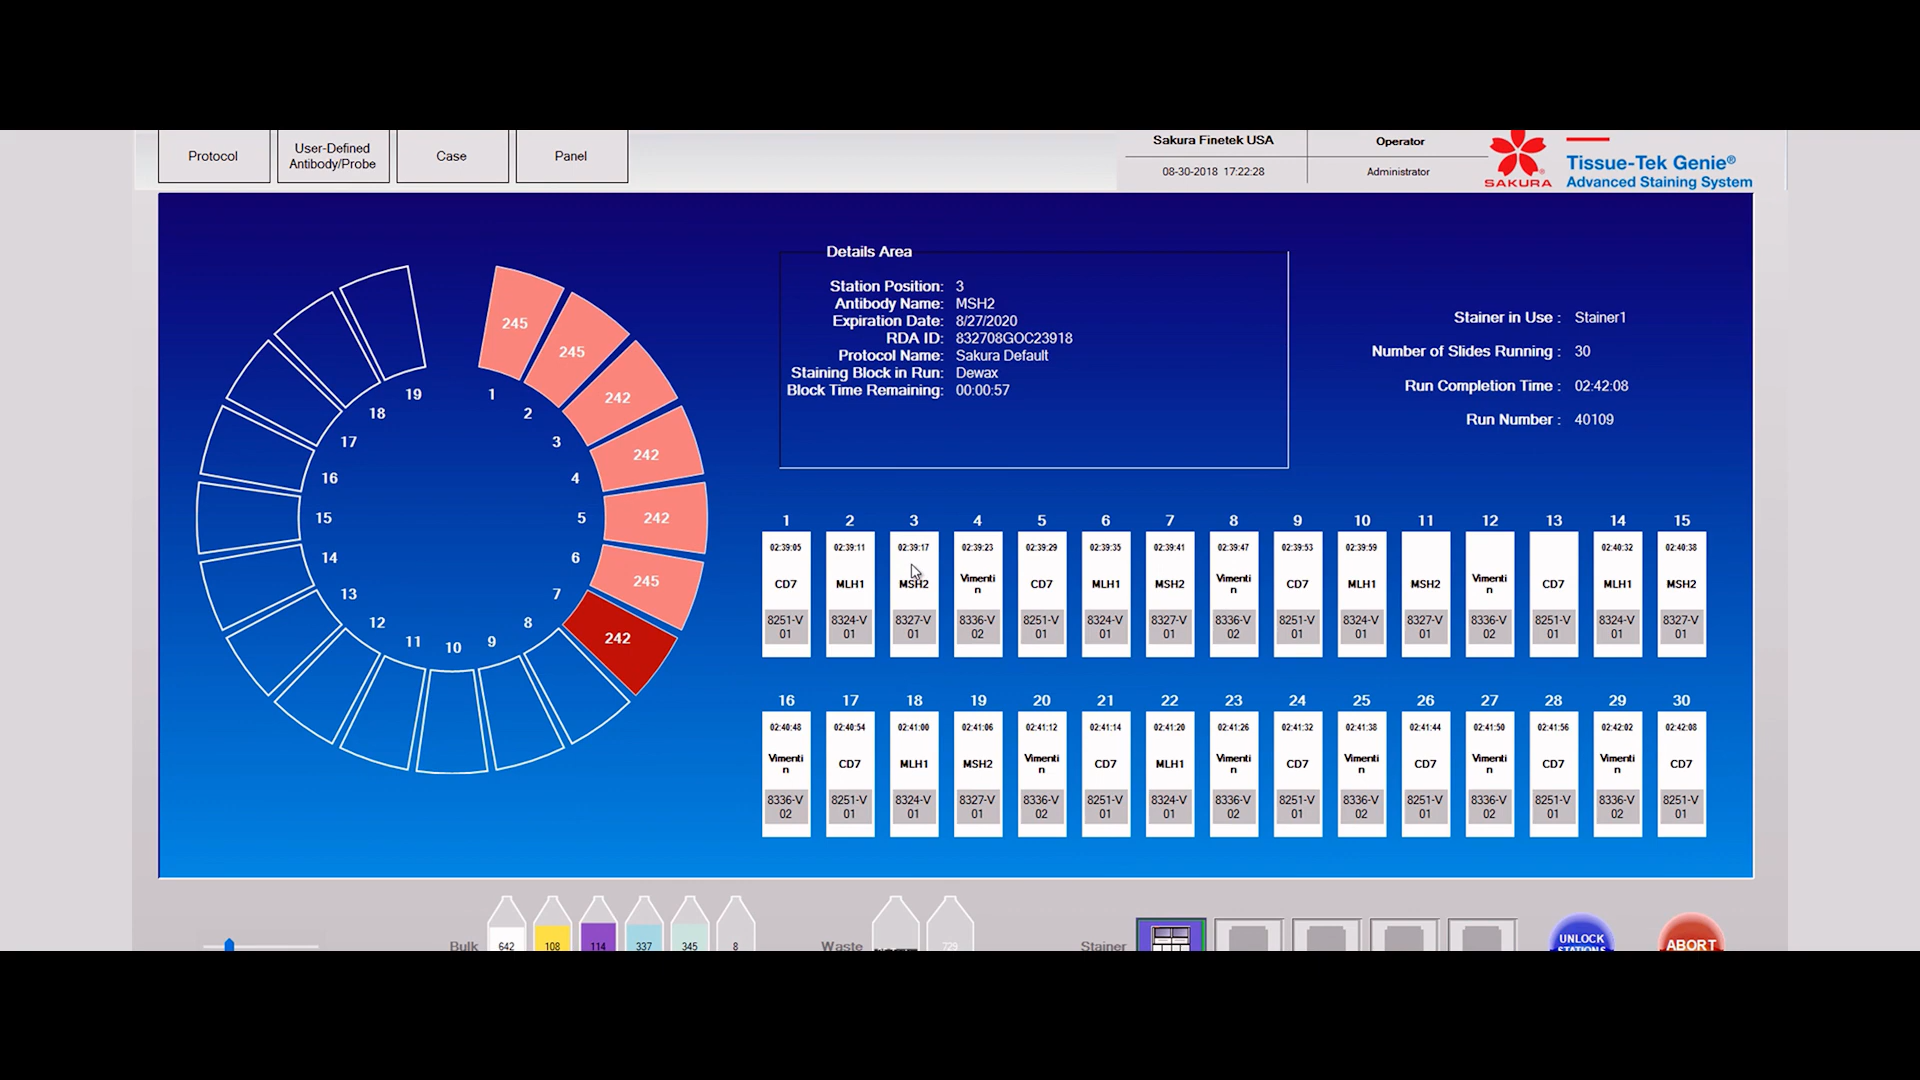 Protocol
User-Defined
Antibody/Probe
Case
Panel
Sakura Finetek USA
08-30-2018 17:22:28
Operator
Administrator
SAKURA
Tissue-Tek Genie®
Advanced Staining System
245
245
242
242
242
245
242
1
2
3
4
5
6
7
8
9
10
11
12
13
14
15
16
17
18
19
Details Area
Station Position: 3
Antibody Name: MSH2
Expiration Date: 8/27/2020
RDA ID: 832708GOC23918
Protocol Name: Sakura Default
Staining Block in Run: Dewax
Block Time Remaining: 00:00:57
Stainer in Use : Stainer1
Number of Slides Running : 30
Run Completion Time : 02:42:08
Run Number : 40109
1 2 3 4 5 6 7 8 9 10 11 12 13 14 15
02:39:05 02:39:11 02:39:17 02:39:23 02:39:29 02:39:35 02:39:41 02:39:47 02:39:53 02:39:59 02:40:32 02:40:38
CD7 MLH1 MSH2 Vimenti CD7 MLH1 MSH2 Vimenti CD7 MLH1 MSH2 Vimenti CD7 MLH1 MSH2
n n n
8251-V 8324-V 8327-V 8336-V 8251-V 8324-V 8327-V 8336-V 8251-V 8324-V 8327-V 8336-V 8251-V 8324-V 8327-V
01 01 01 02 01 01 01 02 01 01 01 02 01 01 01
16 17 18 19 20 21 22 23 24 25 26 27 28 29 30
02:40:48 02:40:54 02:41:00 02:41:06 02:41:12 02:41:14 02:41:20 02:41:26 02:41:32 02:41:38 02:41:44 02:41:50 02:41:56 02:42:02 02:42:08
Vimenti CD7 MLH1 MSH2 Vimenti CD7 MLH1 Vimenti CD7 Vimenti CD7 Vimenti CD7 Vimenti CD7
n n n n n n
8336-V 8251-V 8324-V 8327-V 8336-V 8251-V 8324-V 8336-V 8251-V 8336-V 8251-V 8336-V 8251-V 8336-V 8251-V
02 01 01 01 02 01 01 02 01 02 01 02 01 02 01
Bulk 642 108 114 337 345 8
Waste 729
Stainer
UNLOCK
STATIONS
ABORT